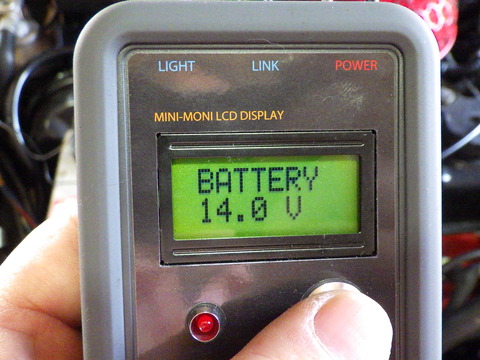 LIGHT LINK POWER
MINI-MONI LCD DISPLAY
BATTERY
14.0 V